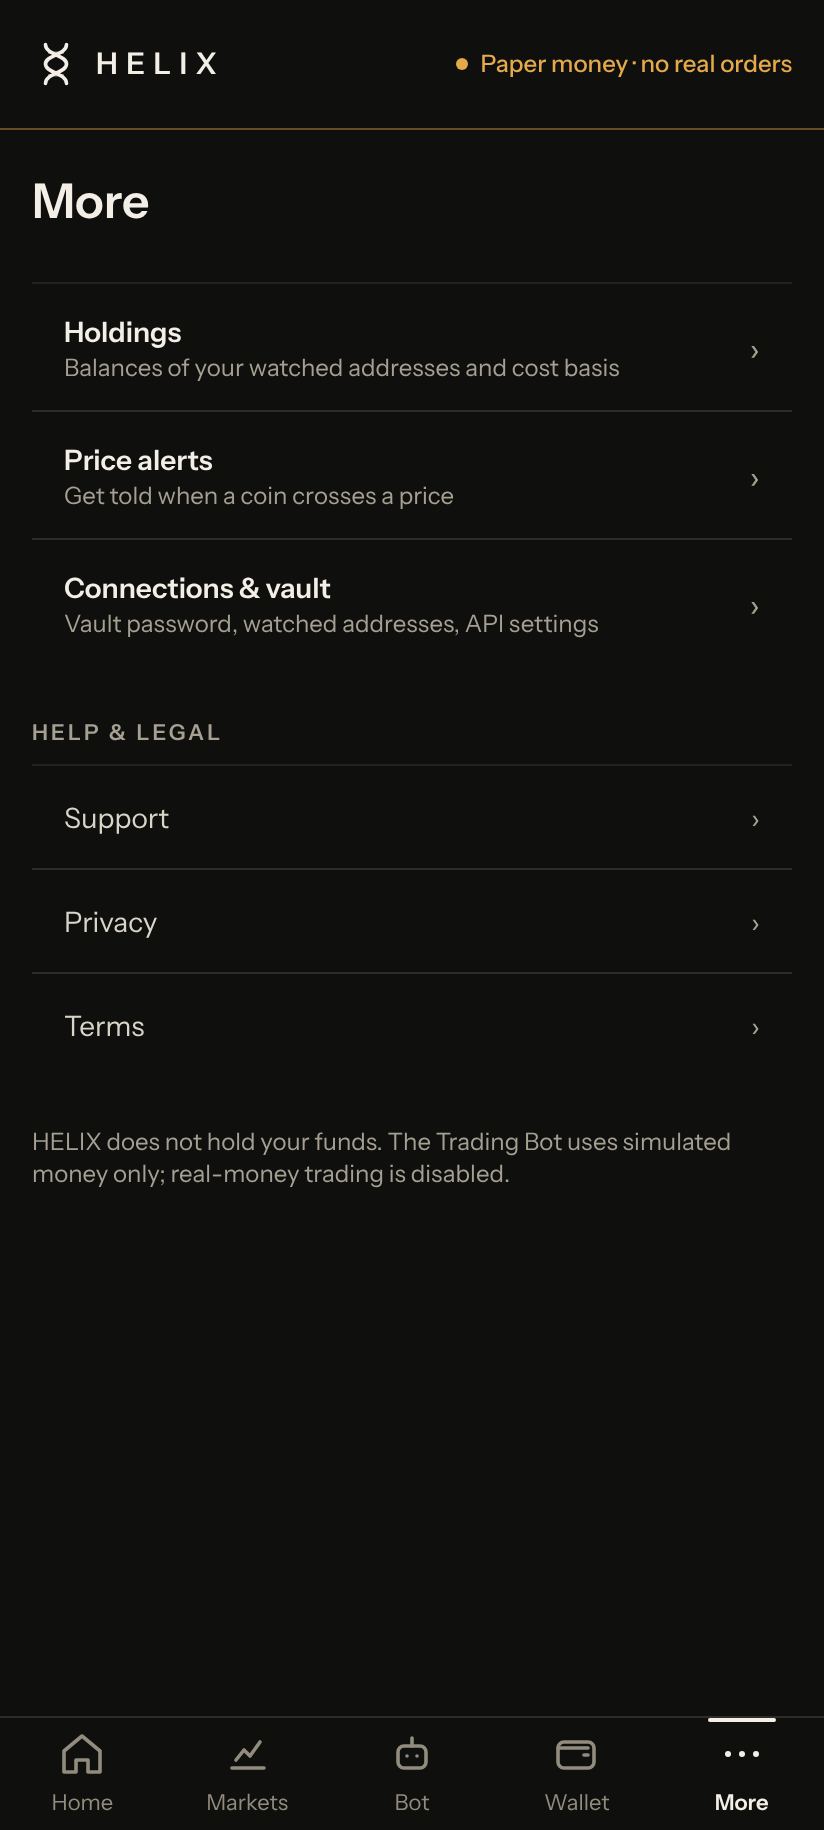 HELIX
Paper money · no real orders
More
Holdings
Balances of your watched addresses and cost basis
Price alerts
Get told when a coin crosses a price
Connections & vault
Vault password, watched addresses, API settings
HELP & LEGAL
Support
Privacy
Terms
HELIX does not hold your funds. The Trading Bot uses simulated
money only; real-money trading is disabled.
Home
Markets
Bot
Wallet
More